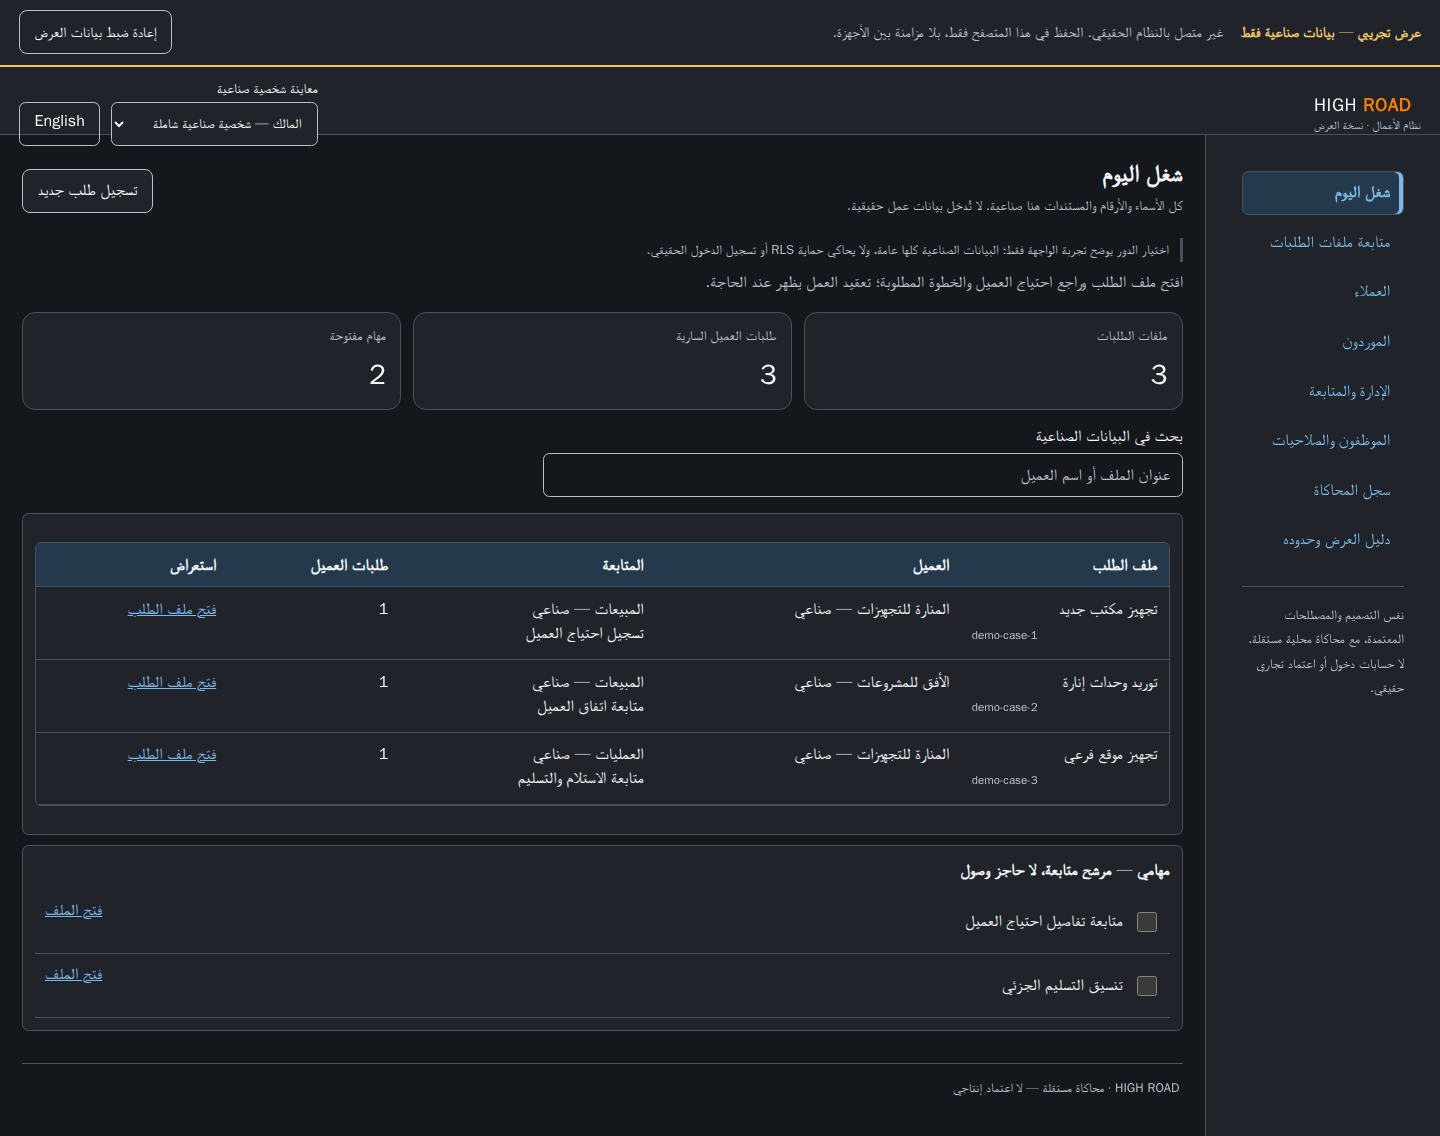 عرض تجريبي — بيانات صناعية فقط غير متصل بالنظام الحقيقي. الحفظ في هذا المتصفح فقط، بلا مزامنة بين الأجهزة.
إعادة ضبط بيانات العرض
HIGH ROAD
نظام الأعمال · نسخة العرض
معاينة شخصية صناعية
المالك — شخصية صناعية شاملة
English
شغل اليوم
متابعة ملفات الطلبات
العملاء
الموردون
الإدارة والمتابعة
الموظفون والصلاحيات
سجل المحاكاة
دليل العرض وحدوده
نفس التصميم والمصطلحات
المعتمدة، مع محاكاة محلية مستقلة.
لا حسابات دخول أو اعتماد تجاري
حقيقي.
شغل اليوم
كل الأسماء والأرقام والمستندات هنا صناعية. لا تُدخل بيانات عمل حقيقية.
تسجيل طلب جديد
اختيار الدور يوضح تجربة الواجهة فقط؛ البيانات الصناعية كلها عامة، ولا يحاكي حماية RLS أو تسجيل الدخول الحقيقي.
افتح ملف الطلب وراجع احتياج العميل والخطوة المطلوبة؛ تعقيد العمل يظهر عند الحاجة.
ملفات الطلبات
3
طلبات العميل السارية
3
مهام مفتوحة
2
بحث في البيانات الصناعية
عنوان الملف أو اسم العميل
ملف الطلب العميل المتابعة طلبات العميل استعراض
تجهيز مكتب جديد المنارة للتجهيزات — صناعي المبيعات — صناعي 1 فتح ملف الطلب
demo-case-1 تسجيل احتياج العميل
توريد وحدات إنارة الأفق للمشروعات — صناعي المبيعات — صناعي 1 فتح ملف الطلب
demo-case-2 متابعة اتفاق العميل
تجهيز موقع فرعي المنارة للتجهيزات — صناعي العمليات — صناعي 1 فتح ملف الطلب
demo-case-3 متابعة الاستلام والتسليم
مهامي — مرشح متابعة، لا حاجز وصول
متابعة تفاصيل احتياج العميل فتح الملف
تنسيق التسليم الجزئي فتح الملف
HIGH ROAD · محاكاة مستقلة — لا اعتماد إنتاجي